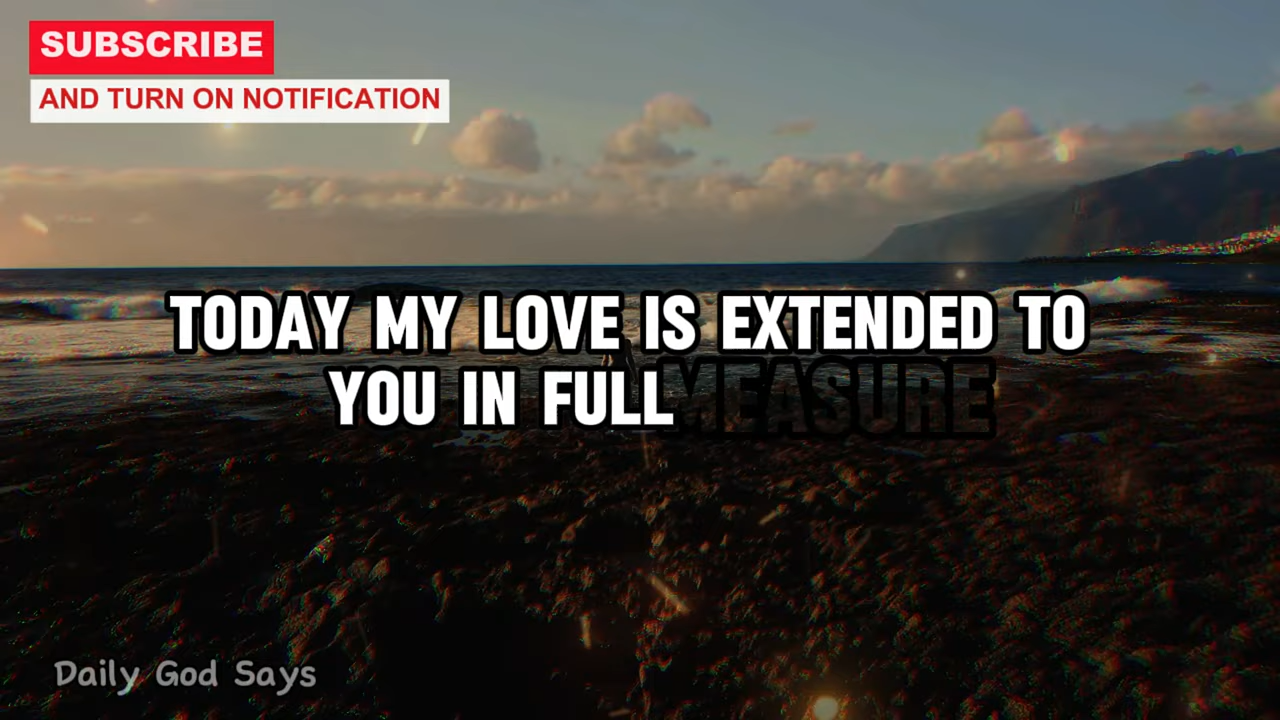 SUBSCRIBE
AND TURN ON NOTIFICATION
TODAY MY LOVE IS EXTENDED TO
YOU IN FULL MEASURE
Daily God Says